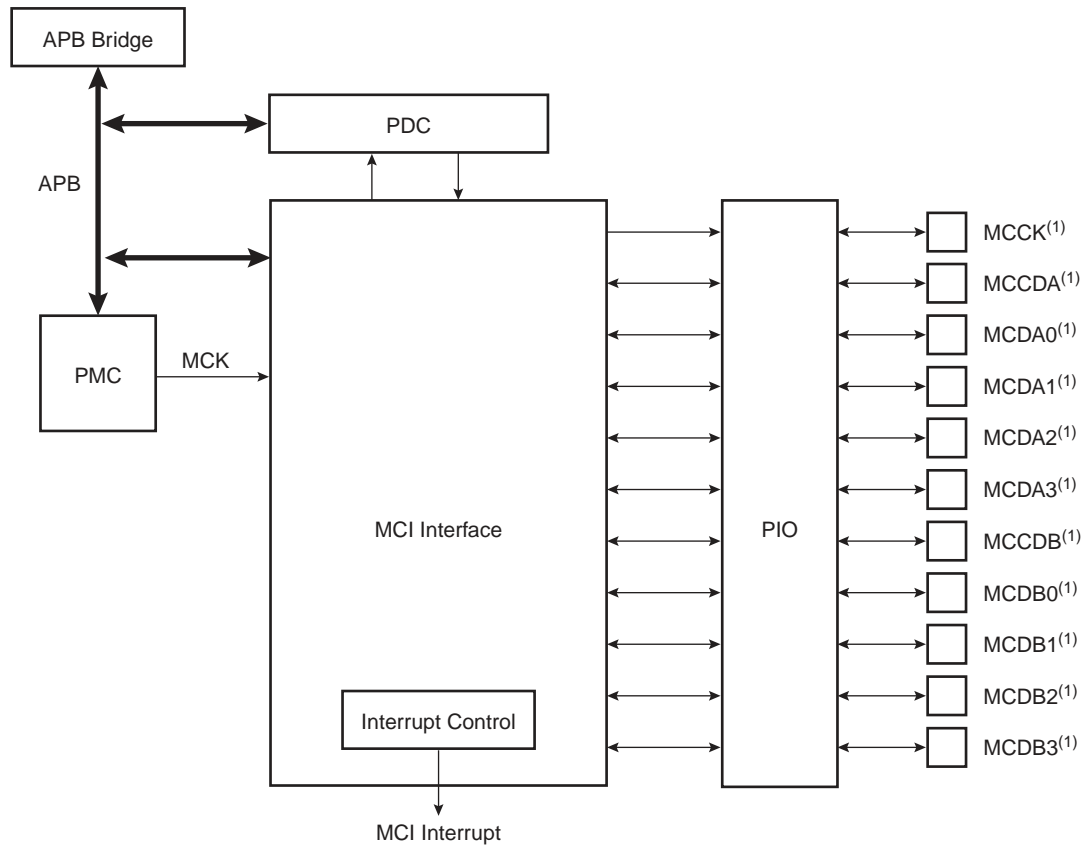 APB Bridge
PDC
APB
MCCK(1)
MCCDA(1)
MCDA0(1)
PMC
MCK
MCDA1(1)
MCDA2(1)
MCDA3(1)
MCI Interface
PIO
MCCDB(1)
MCDB0(1)
MCDB1(1)
MCDB2(1)
Interrupt Control
MCDB3(1)
MCI Interrupt